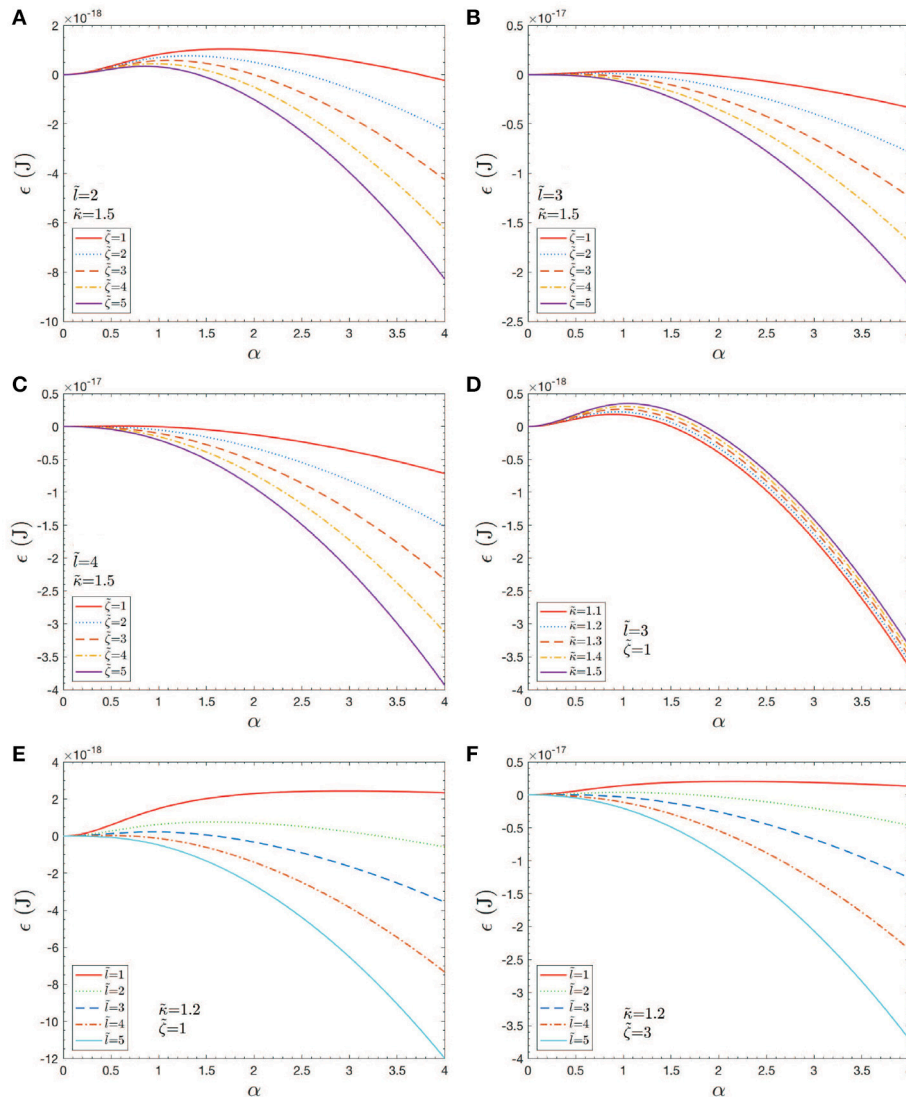 A
×10⁻¹⁸
2
0
-2
-4
-6
-8
-10
ϵ (J)
l̃=2
κ̃=1.5
ζ̃=1
ζ̃=2
ζ̃=3
ζ̃=4
ζ̃=5
0 0.5 1 1.5 2 2.5 3 3.5 4
α
B
×10⁻¹⁷
0.5
0
-0.5
-1
-1.5
-2
-2.5
ϵ (J)
l̃=3
κ̃=1.5
ζ̃=1
ζ̃=2
ζ̃=3
ζ̃=4
ζ̃=5
0 0.5 1 1.5 2 2.5 3 3.5 4
α
C
×10⁻¹⁷
0.5
0
-0.5
-1
-1.5
-2
-2.5
-3
-3.5
-4
ϵ (J)
l̃=4
κ̃=1.5
ζ̃=1
ζ̃=2
ζ̃=3
ζ̃=4
ζ̃=5
0 0.5 1 1.5 2 2.5 3 3.5 4
α
D
×10⁻¹⁸
0.5
0
-0.5
-1
-1.5
-2
-2.5
-3
-3.5
-4
ϵ (J)
κ̃=1.1
κ̃=1.2
κ̃=1.3
κ̃=1.4
κ̃=1.5
l̃=3
ζ̃=1
0 0.5 1 1.5 2 2.5 3 3.5 4
α
E
×10⁻¹⁸
4
2
0
-2
-4
-6
-8
-10
-12
ϵ (J)
l̃=1
l̃=2
l̃=3
l̃=4
l̃=5
κ̃=1.2
ζ̃=1
0 0.5 1 1.5 2 2.5 3 3.5 4
α
F
×10⁻¹⁷
0.5
0
-0.5
-1
-1.5
-2
-2.5
-3
-3.5
-4
ϵ (J)
l̃=1
l̃=2
l̃=3
l̃=4
l̃=5
κ̃=1.2
ζ̃=3
0 0.5 1 1.5 2 2.5 3 3.5 4
α